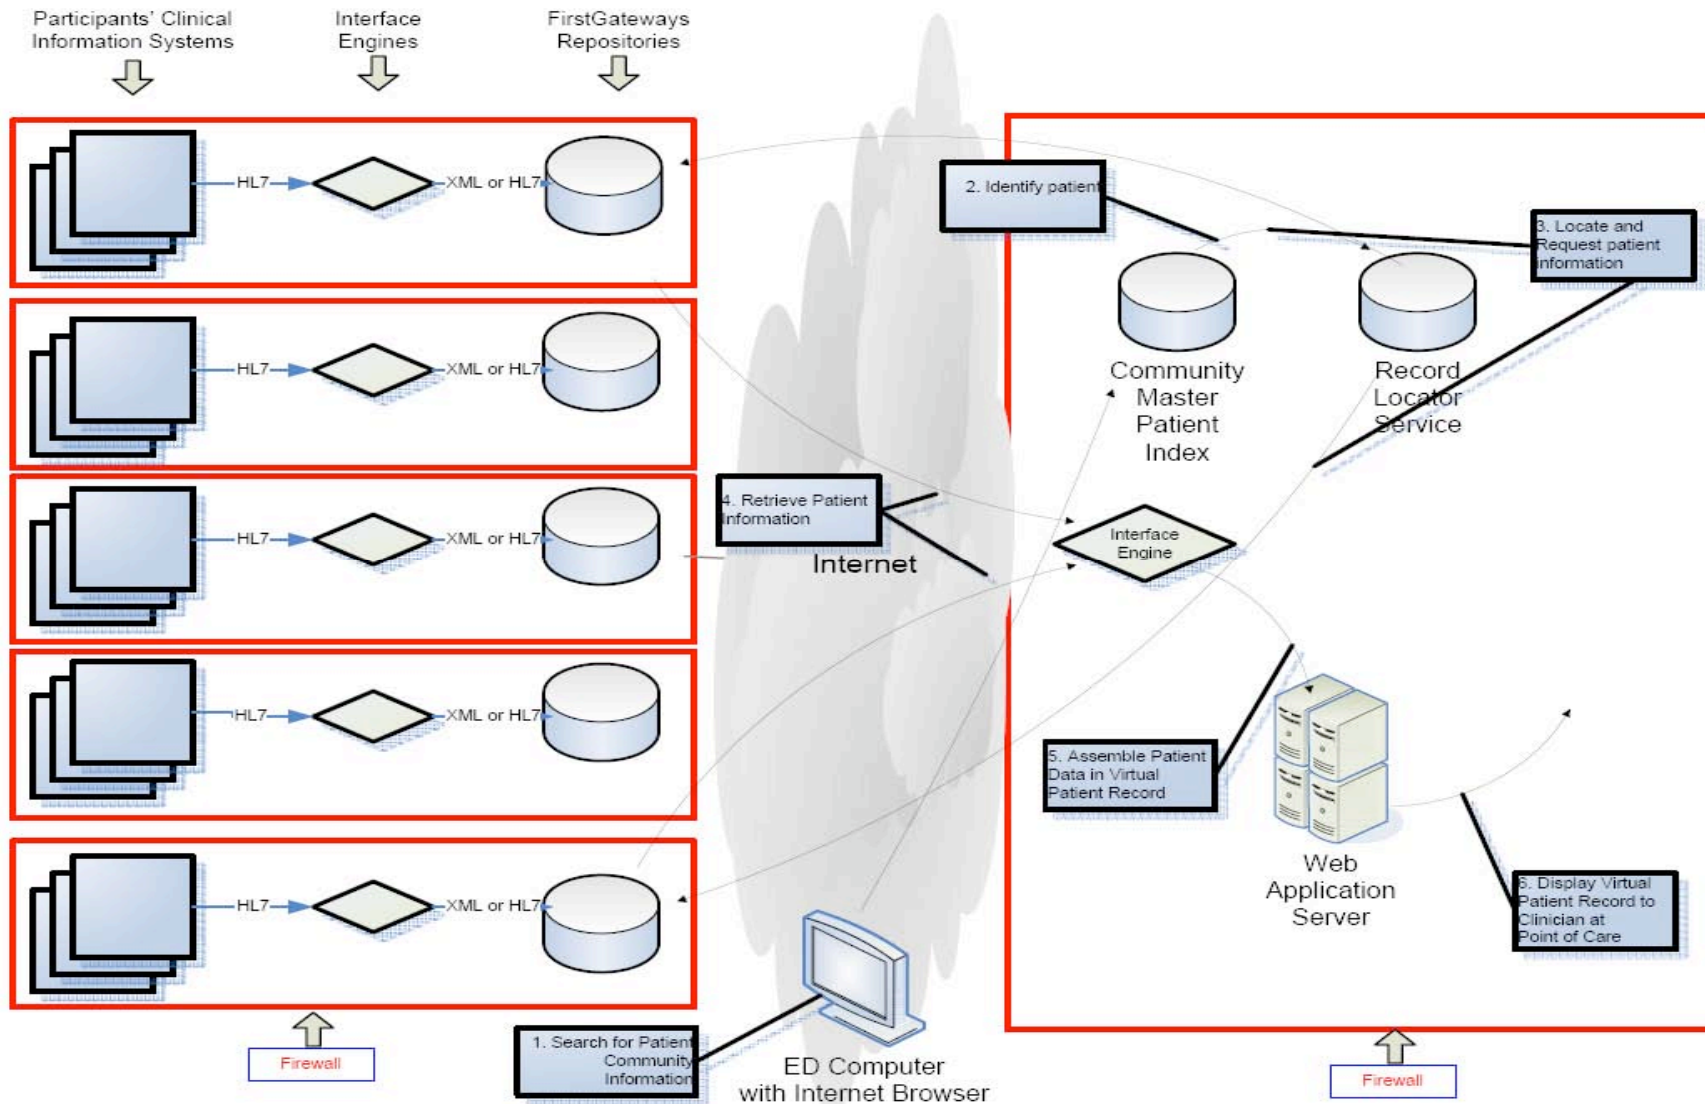 Participants' Clinical
Information Systems
Interface
Engines
FirstGateways
Repositories
HL7
XML or HL7
HL7
XML or HL7
HL7
XML or HL7
HL7
XML or HL7
HL7
XML or HL7
Firewall
4. Retrieve Patient
Information
Internet
1. Search for Patient
Community
Information
ED Computer
with Internet Browser
2. Identify patient
3. Locate and
Request patient
information
Community
Master
Patient
Index
Record
Locator
Service
Interface
Engine
5. Assemble Patient
Data in Virtual
Patient Record
Web
Application
Server
6. Display Virtual
Patient Record to
Clinician at
Point of Care
Firewall